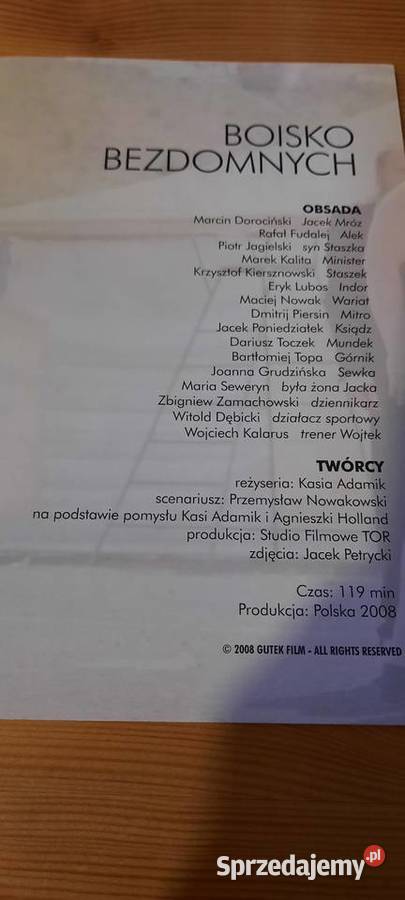 BOISKO
BEZDOMNYCH
OBSADA
Marcin Dorociński Jacek Mróz
Rafał Fudalej Alek
Piotr Jagielski syn Staszka
Marek Kalita Minister
Krzysztof Kiersznowski Staszek
Eryk Lubos Indor
Maciej Nowak Wariat
Dmitrij Piersin Mitro
Jacek Poniedziałek Ksiądz
Dariusz Toczek Mundek
Bartłomiej Topa Górnik
Joanna Grudzińska Sewka
Maria Seweryn była żona Jacka
Zbigniew Zamachowski dziennikarz
Witold Dębicki działacz sportowy
Wojciech Kalarus trener Wojtek
TWÓRCY
reżyseria: Kasia Adamik
scenariusz: Przemysław Nowakowski
na podstawie pomysłu Kasi Adamik i Agnieszki Holland
produkcja: Studio Filmowe TOR
zdjęcia: Jacek Petrycki
Czas: 119 min
Produkcja: Polska 2008
© 2008 GUTEK FILM - ALL RIGHTS RESERVED
Sprzedajemy.pl